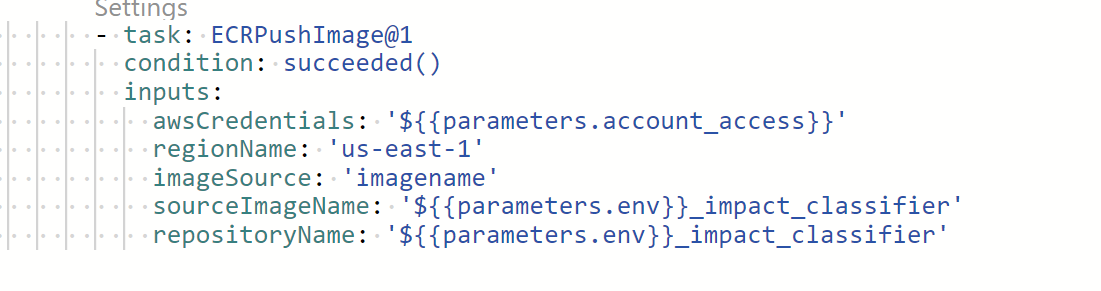 Settings
- task: ECRPushImage@1
condition: succeeded()
inputs:
awsCredentials: '${{parameters.account_access}}'
regionName: 'us-east-1'
imageSource: 'imagename'
sourceImageName: '${{parameters.env}}_impact_classifier'
repositoryName: '${{parameters.env}}_impact_classifier'